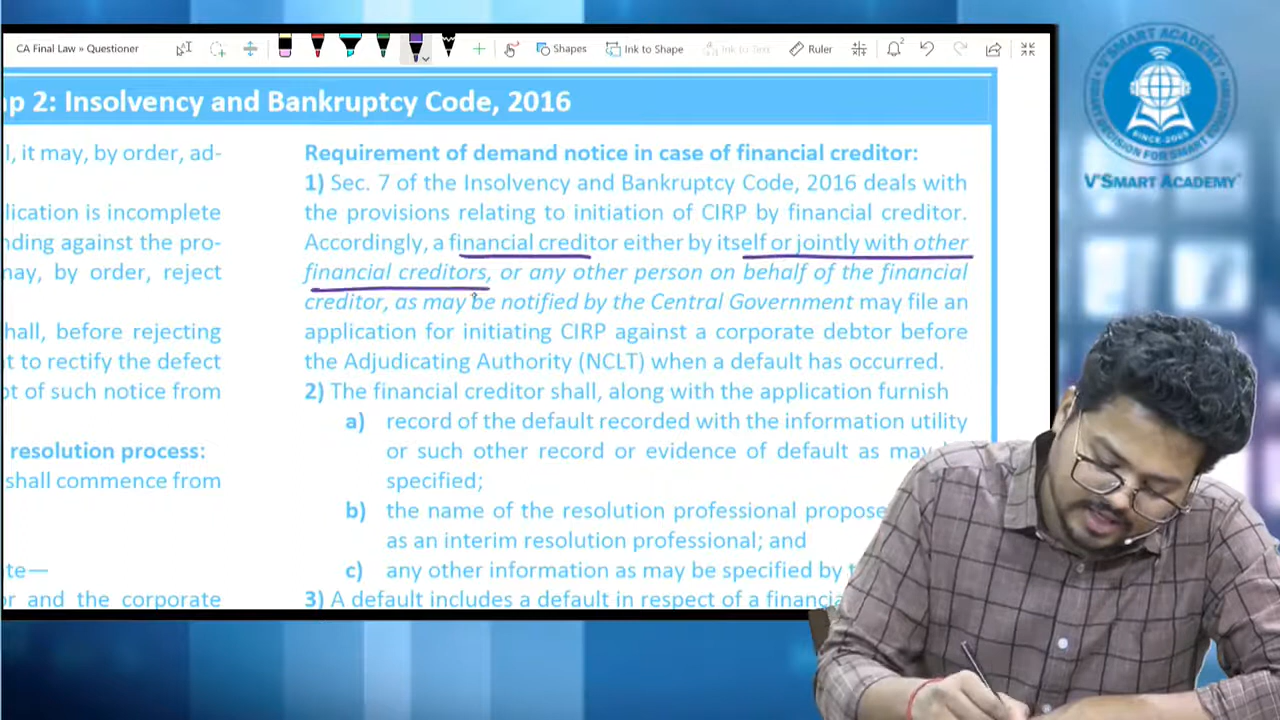 CA Final Law » Questioner
Shapes
Ink to Shape
Ink to Text
Ruler
2
V'SMART ACADEMY
SINCE-2005
V'SMART ACADEMY
p 2: Insolvency and Bankruptcy Code, 2016
l, it may, by order, ad-
lication is incomplete
nding against the pro-
may, by order, reject
hall, before rejecting
t to rectify the defect
ot of such notice from
resolution process:
shall commence from
te—
or and the corporate
Requirement of demand notice in case of financial creditor:
1) Sec. 7 of the Insolvency and Bankruptcy Code, 2016 deals with
the provisions relating to initiation of CIRP by financial creditor.
Accordingly, a financial creditor either by itself or jointly with other
financial creditors, or any other person on behalf of the financial
creditor, as may be notified by the Central Government may file an
application for initiating CIRP against a corporate debtor before
the Adjudicating Authority (NCLT) when a default has occurred.
2) The financial creditor shall, along with the application furnish
a) record of the default recorded with the information utility
or such other record or evidence of default as may
specified;
b) the name of the resolution professional propose
as an interim resolution professional; and
c) any other information as may be specified by
3) A default includes a default in respect of a financia